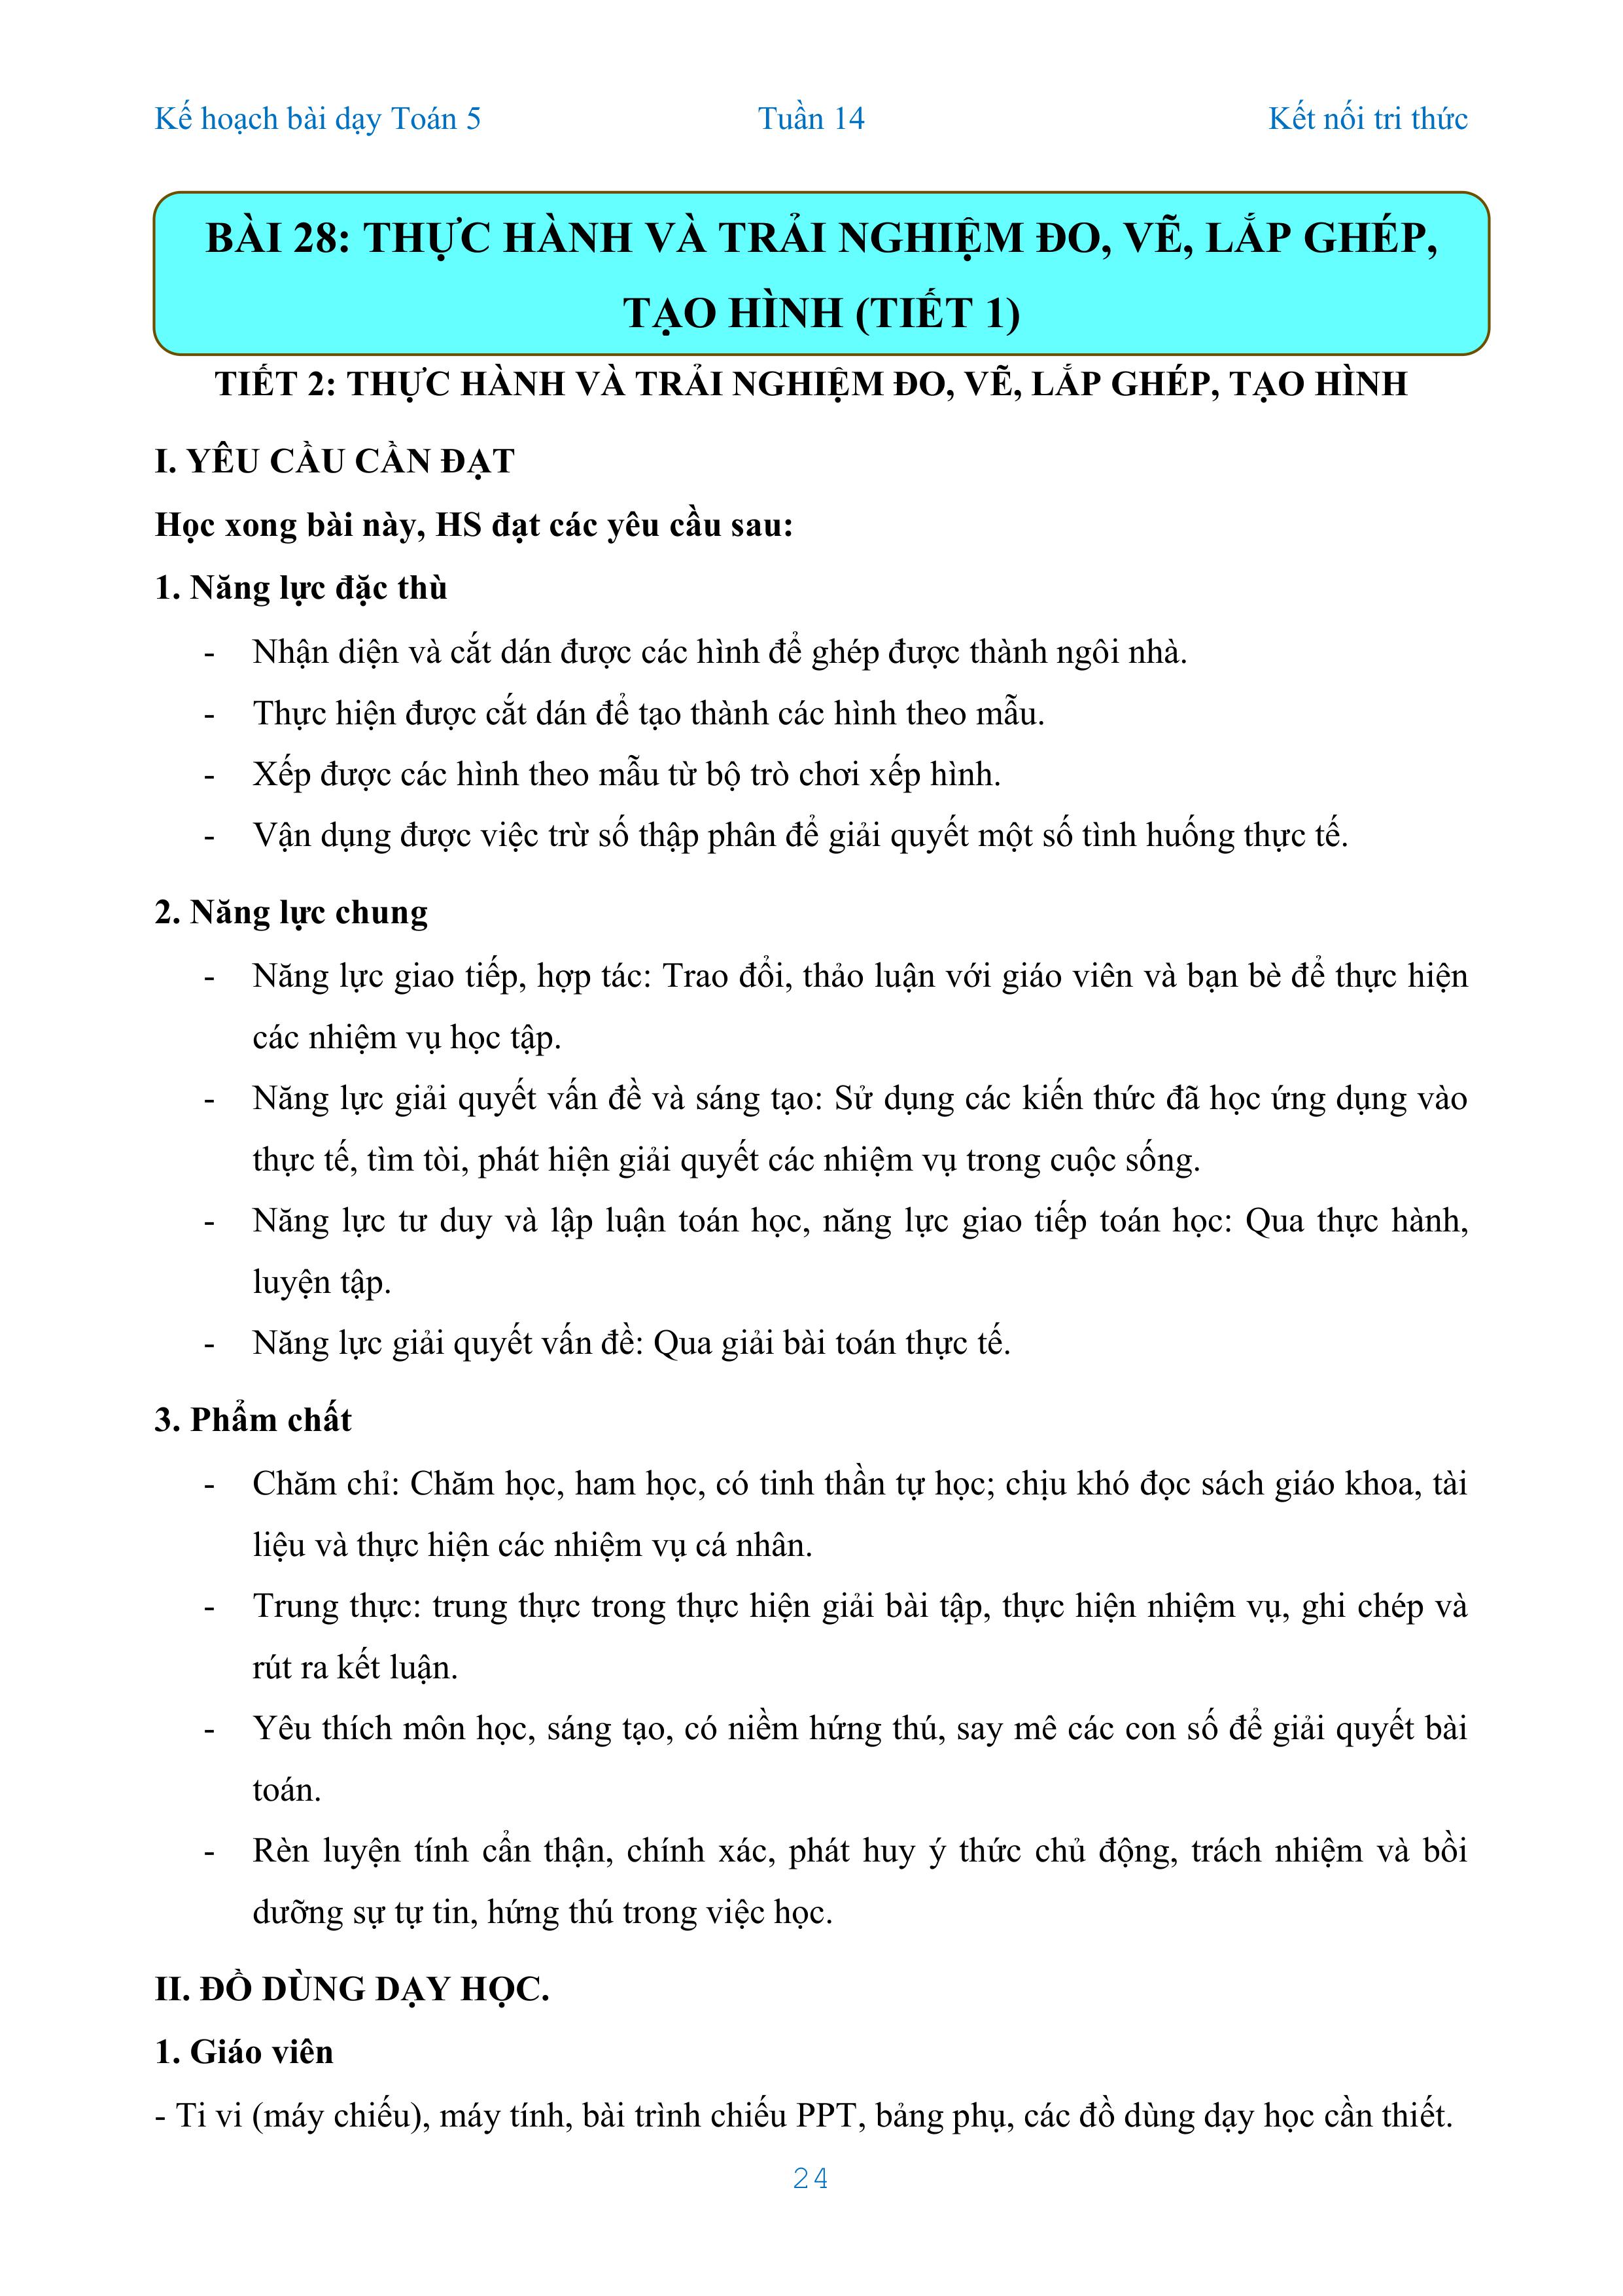 Kế hoạch bài dạy Toán 5 Tuần 14 Kết nối tri thức
BÀI 28: THỰC HÀNH VÀ TRẢI NGHIỆM ĐO, VẼ, LẮP GHÉP,
TẠO HÌNH (TIẾT 1)
TIẾT 2: THỰC HÀNH VÀ TRẢI NGHIỆM ĐO, VẼ, LẮP GHÉP, TẠO HÌNH
I. YÊU CẦU CẦN ĐẠT
Học xong bài này, HS đạt các yêu cầu sau:
1. Năng lực đặc thù
- Nhận diện và cắt dán được các hình để ghép được thành ngôi nhà.
- Thực hiện được cắt dán để tạo thành các hình theo mẫu.
- Xếp được các hình theo mẫu từ bộ trò chơi xếp hình.
- Vận dụng được việc trừ số thập phân để giải quyết một số tình huống thực tế.
2. Năng lực chung
- Năng lực giao tiếp, hợp tác: Trao đổi, thảo luận với giáo viên và bạn bè để thực hiện
các nhiệm vụ học tập.
- Năng lực giải quyết vấn đề và sáng tạo: Sử dụng các kiến thức đã học ứng dụng vào
thực tế, tìm tòi, phát hiện giải quyết các nhiệm vụ trong cuộc sống.
- Năng lực tư duy và lập luận toán học, năng lực giao tiếp toán học: Qua thực hành,
luyện tập.
- Năng lực giải quyết vấn đề: Qua giải bài toán thực tế.
3. Phẩm chất
- Chăm chỉ: Chăm học, ham học, có tinh thần tự học; chịu khó đọc sách giáo khoa, tài
liệu và thực hiện các nhiệm vụ cá nhân.
- Trung thực: trung thực trong thực hiện giải bài tập, thực hiện nhiệm vụ, ghi chép và
rút ra kết luận.
- Yêu thích môn học, sáng tạo, có niềm hứng thú, say mê các con số để giải quyết bài
toán.
- Rèn luyện tính cẩn thận, chính xác, phát huy ý thức chủ động, trách nhiệm và bồi
dưỡng sự tự tin, hứng thú trong việc học.
II. ĐỒ DÙNG DẠY HỌC.
1. Giáo viên
- Ti vi (máy chiếu), máy tính, bài trình chiếu PPT, bảng phụ, các đồ dùng dạy học cần thiết.
24